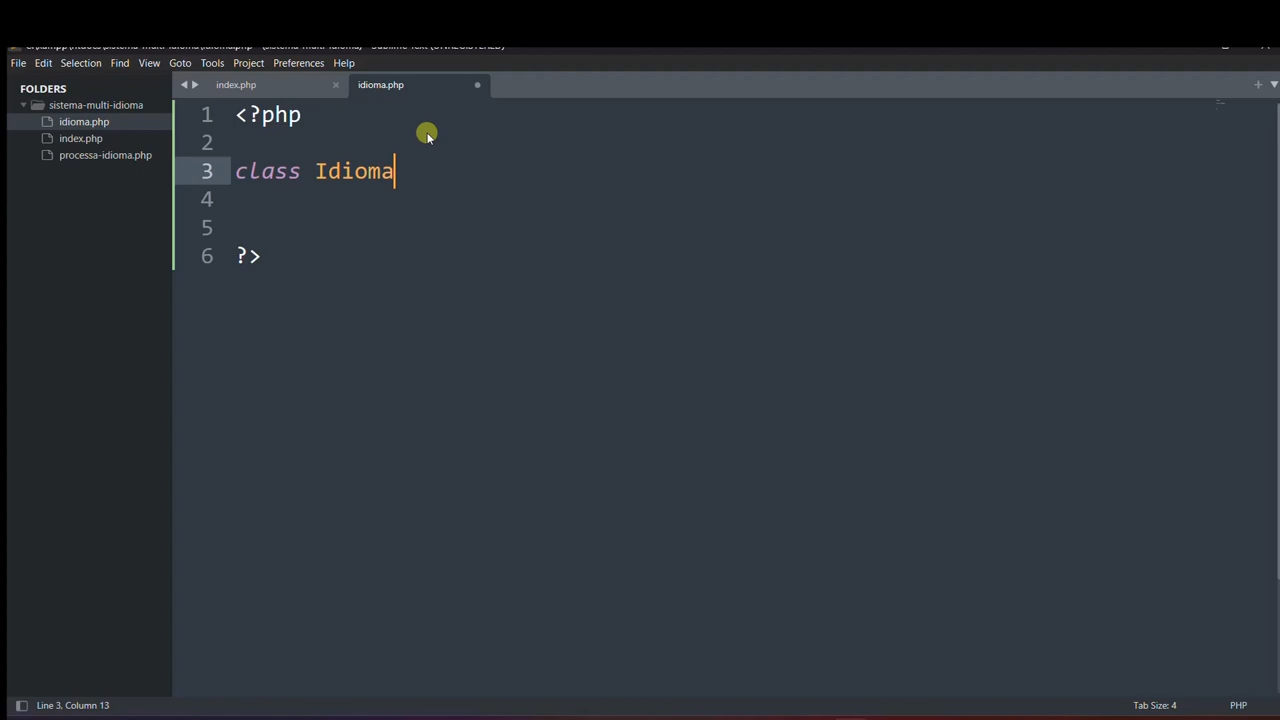 File Edit Selection Find View Goto Tools Project Preferences Help
FOLDERS
sistema-multi-idioma
idioma.php
index.php
processa-idioma.php
index.php
idioma.php
1 <?php
2
3 class Idioma
4
5
6 ?>
Line 3, Column 13
Tab Size: 4
PHP